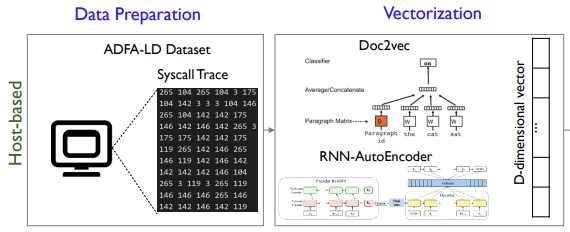 Data Preparation
Vectorization
Host-based
ADFA-LD Dataset
Syscall Trace
265 104 265 104 3 175
104 142 3 3 3 104 146
265 104 142 142 175
146 142 146 142 265 3
175 175 142 142 175
119 265 142 146 265
146 119 142 146 142
142 142 142 146 104
265 3 119 3 265 119
146 146 146 265 146
142 142 146 142 119
Doc2vec
Classifier
on
Average/Concatenate
Paragraph Matrix
D W W W
Paragraph
id
the cat sat
RNN-AutoEncoder
Decoder
D-dimensional vector
...